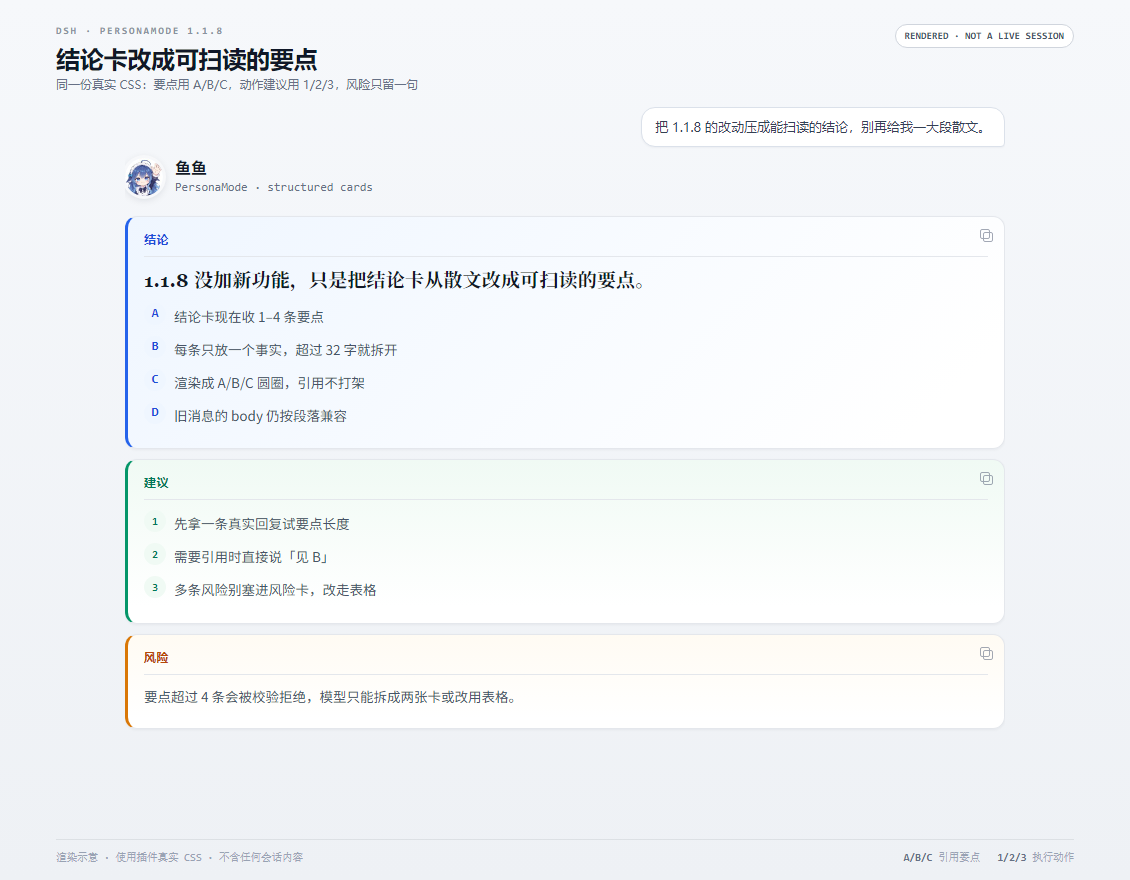 DSH · PERSONAMODE 1.1.8
RENDERED · NOT A LIVE SESSION
结论卡改成可扫读的要点
同一份真实 CSS：要点用 A/B/C，动作建议用 1/2/3，风险只留一句
把 1.1.8 的改动压成能扫读的结论，别再给我一大段散文。
鱼鱼
PersonaMode · structured cards
结论
1.1.8 没加新功能，只是把结论卡从散文改成可扫读的要点。
A 结论卡现在收 1–4 条要点
B 每条只放一个事实，超过 32 字就拆开
C 渲染成 A/B/C 圆圈，引用不打架
D 旧消息的 body 仍按段落兼容
建议
1 先拿一条真实回复试要点长度
2 需要引用时直接说「见 B」
3 多条风险别塞进风险卡，改走表格
风险
要点超过 4 条会被校验拒绝，模型只能拆成两张卡或改用表格。
渲染示意 · 使用插件真实 CSS · 不含任何会话内容
A/B/C 引用要点 1/2/3 执行动作